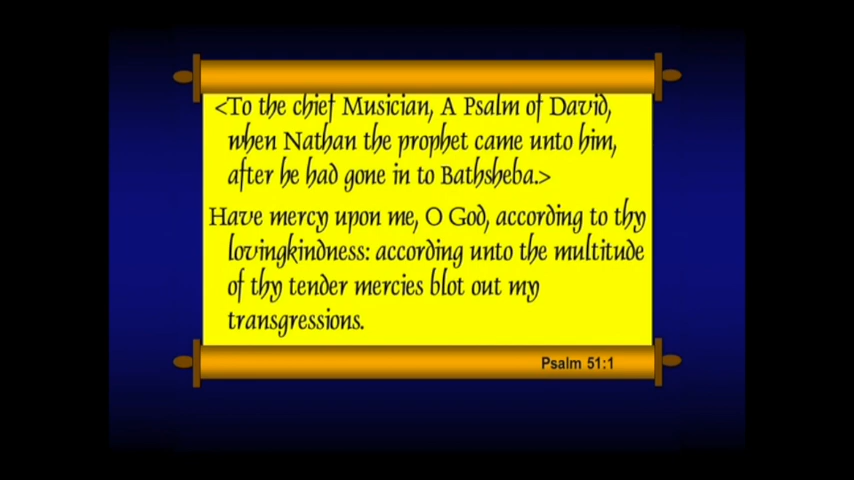 <To the chief Musician, A Psalm of David,
when Nathan the prophet came unto him,
after he had gone in to Bathsheba.>
Have mercy upon me, O God, according to thy
lovingkindness: according unto the multitude
of thy tender mercies blot out my
transgressions.
Psalm 51:1